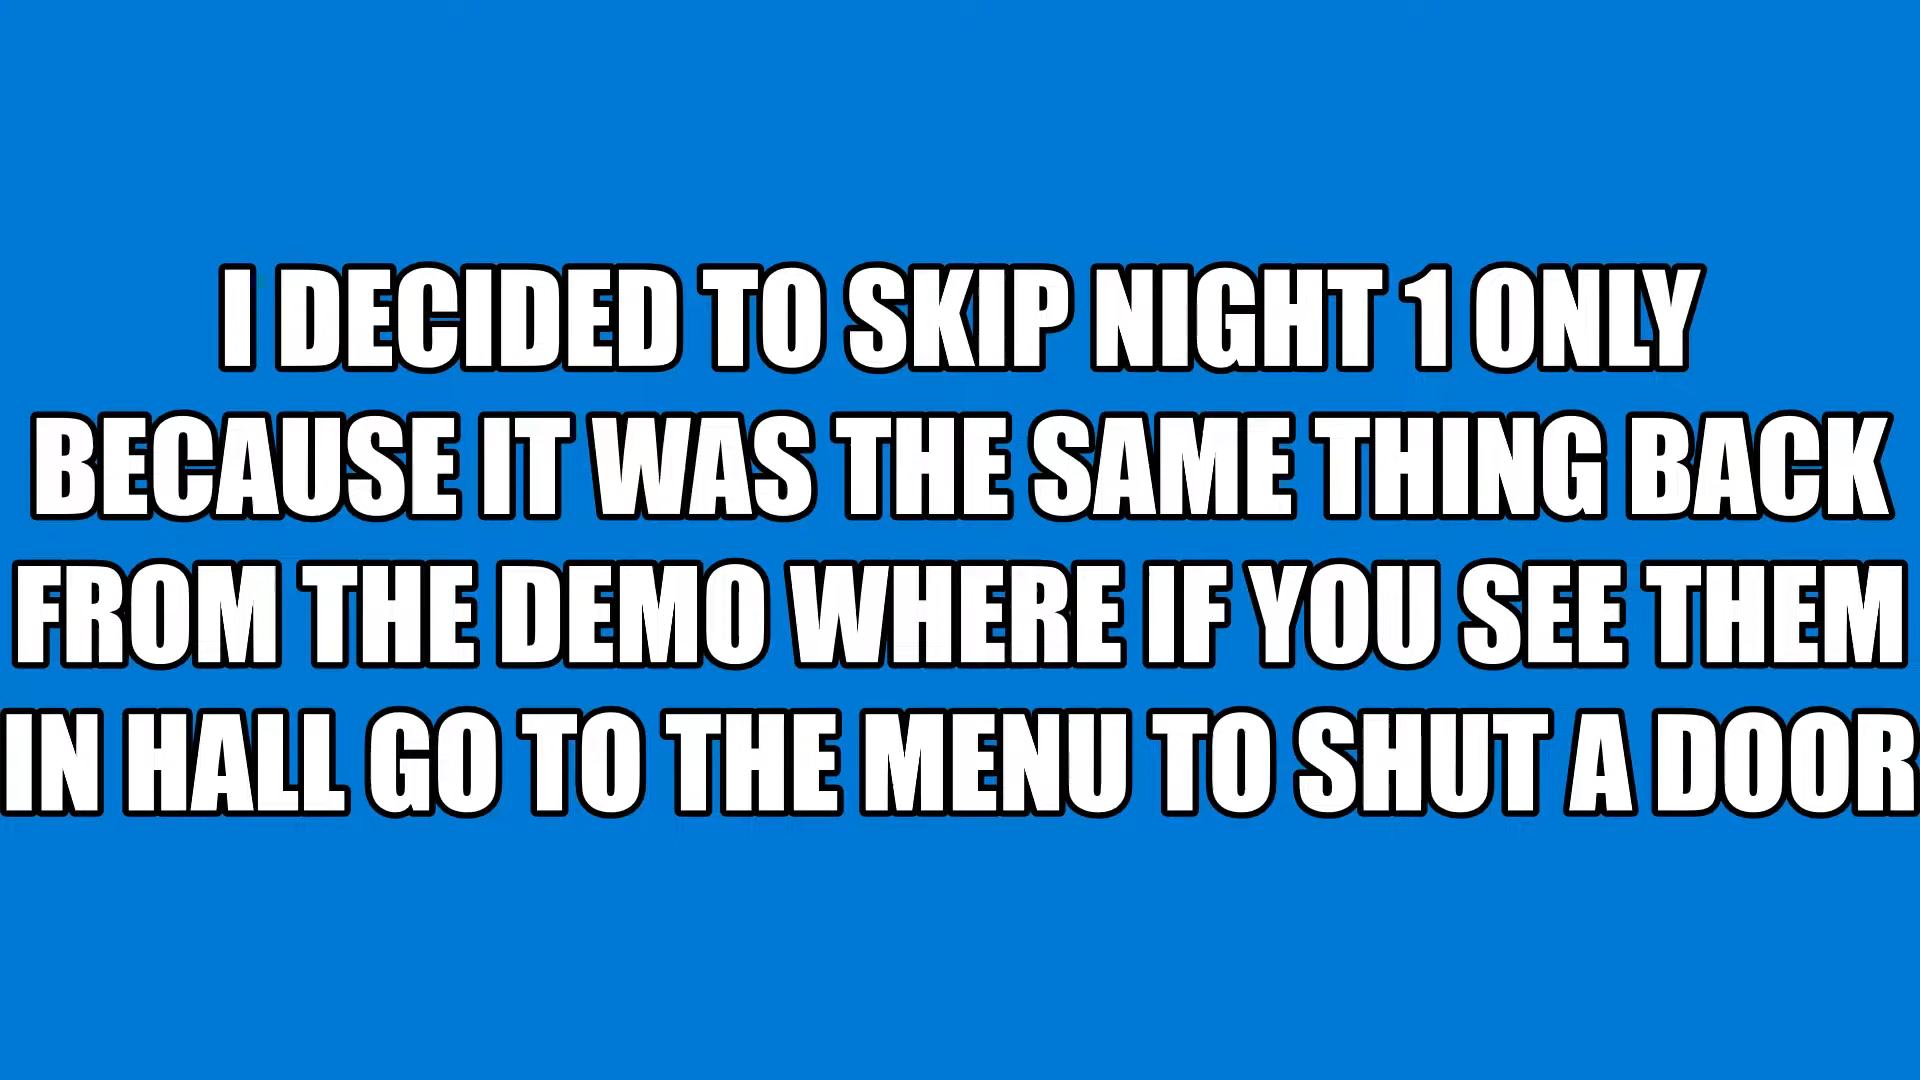 I DECIDED TO SKIP NIGHT 1 ONLY
BECAUSE IT WAS THE SAME THING BACK
FROM THE DEMO WHERE IF YOU SEE THEM
IN HALL GO TO THE MENU TO SHUT A DOOR